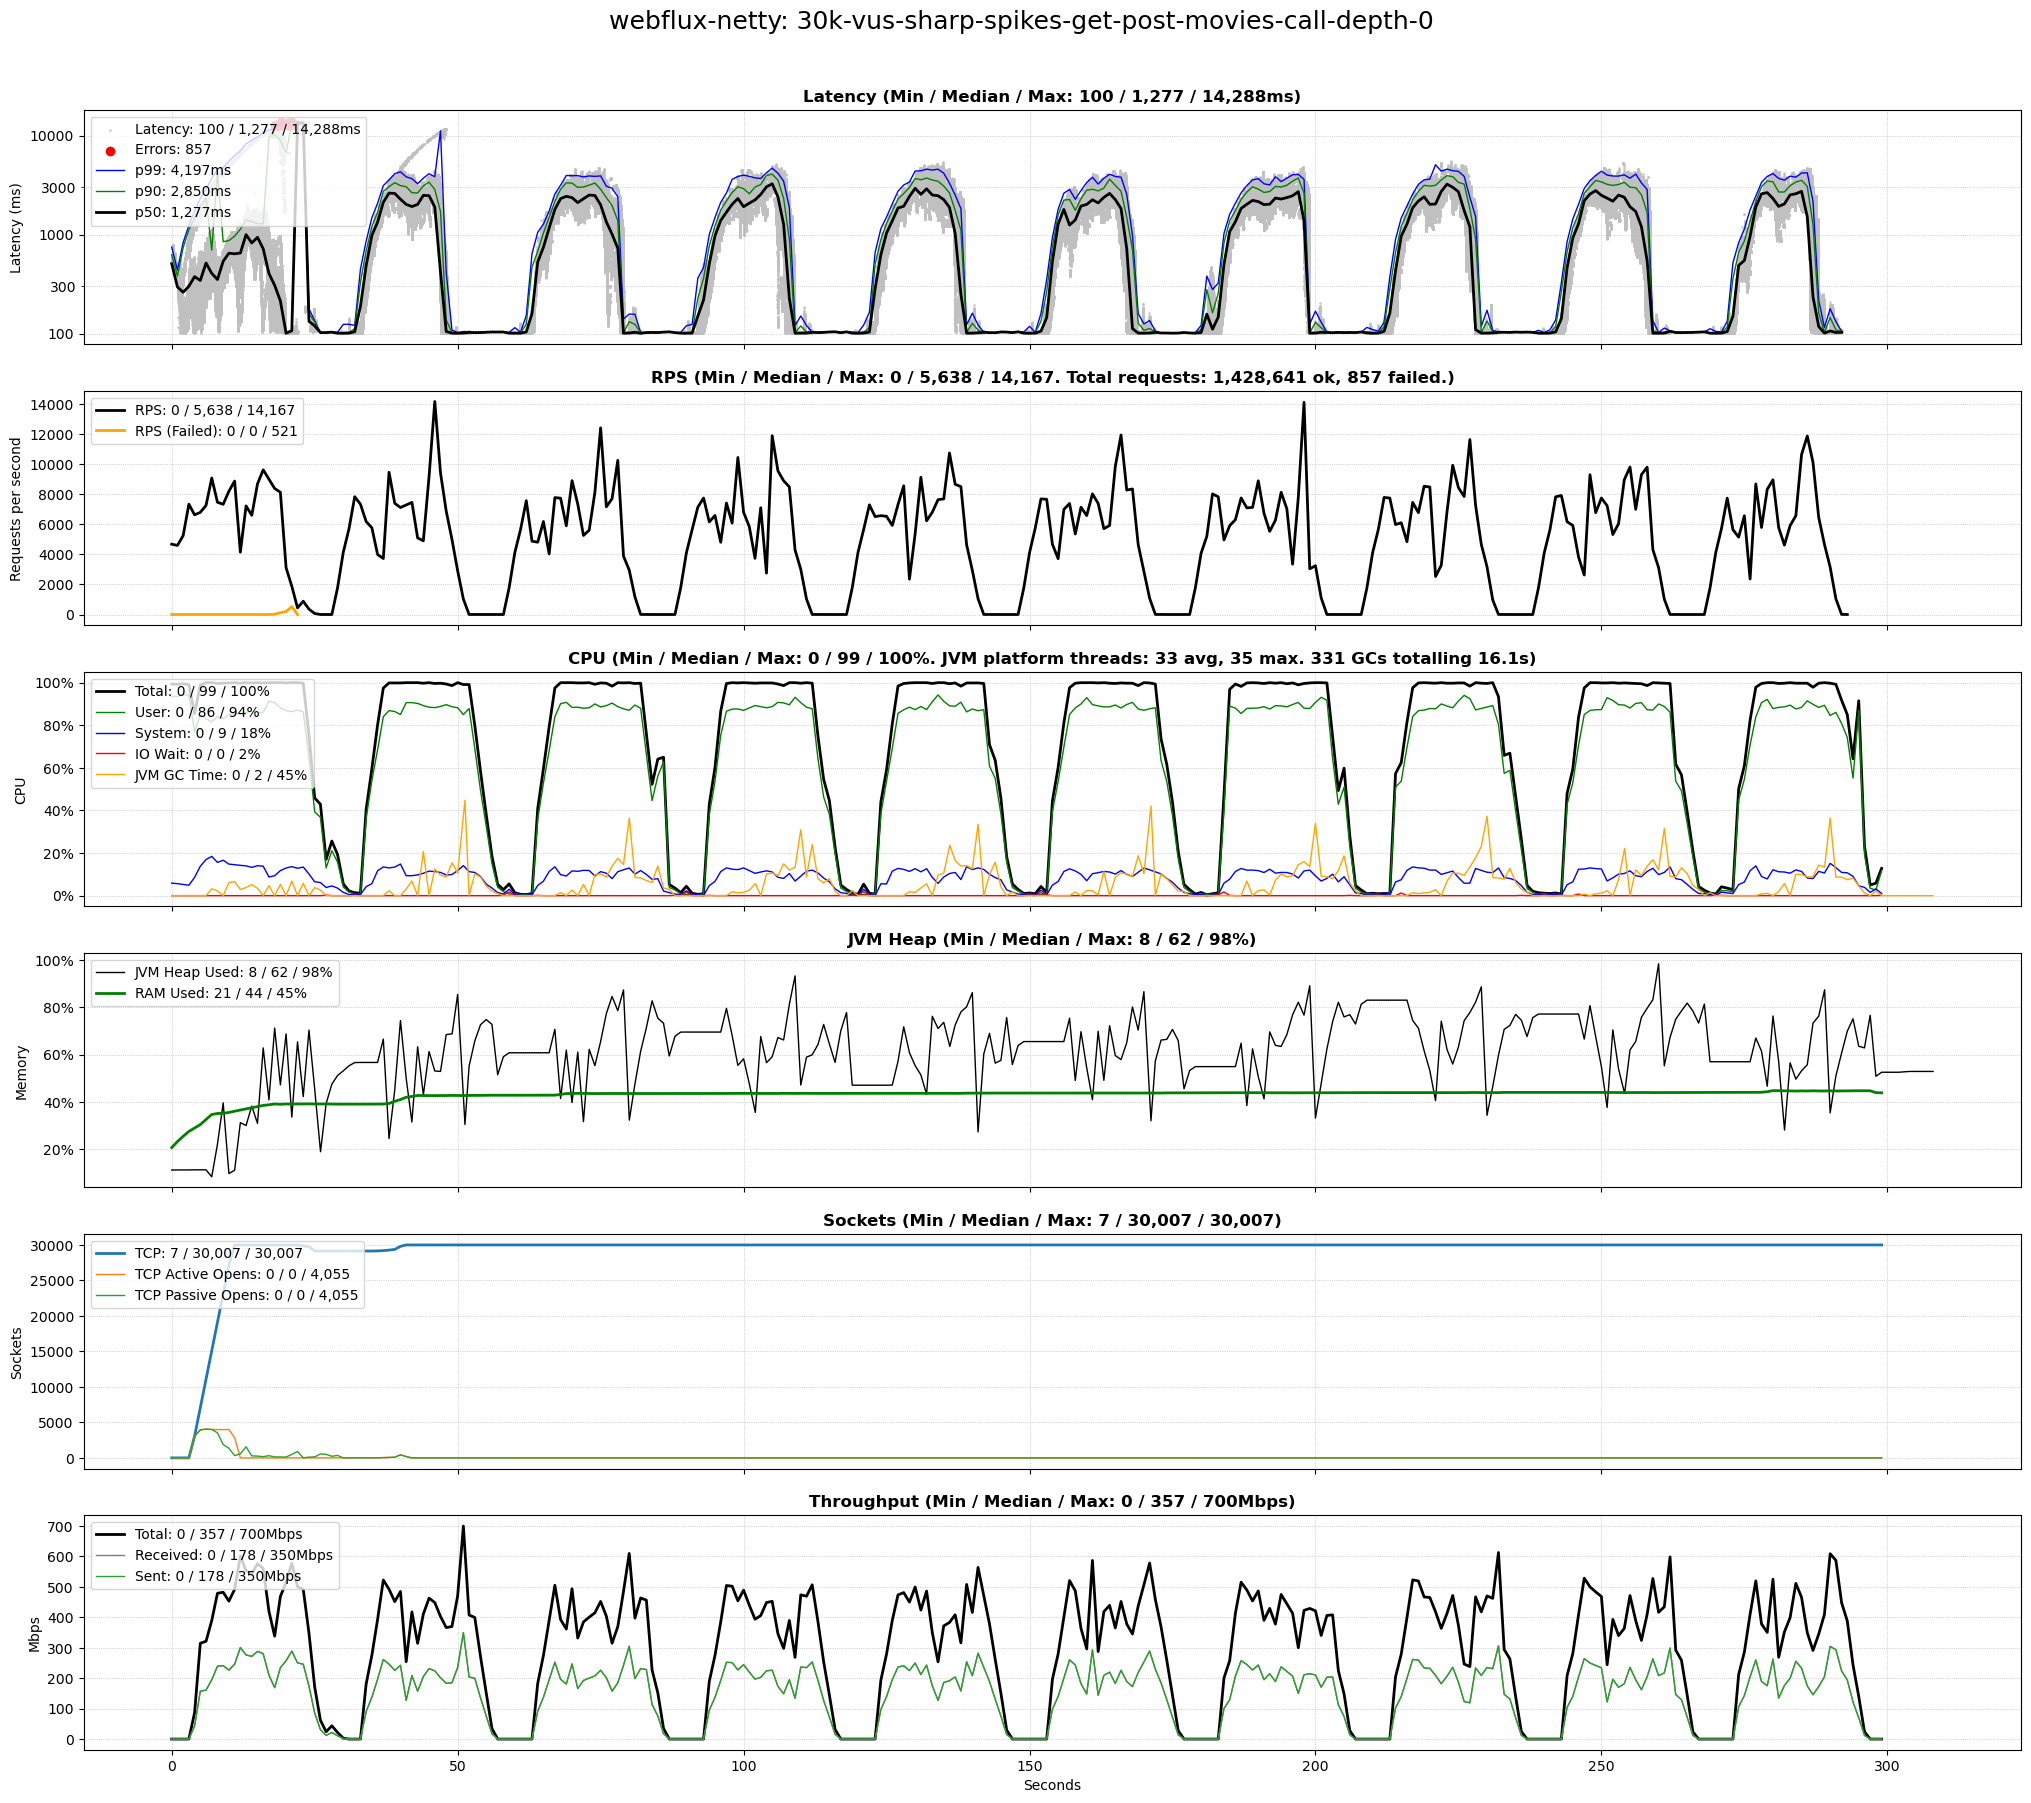 webflux-netty: 30k-vus-sharp-spikes-get-post-movies-call-depth-0
Latency (Min / Median / Max: 100 / 1,277 / 14,288ms)
Latency (ms)
10000
3000
1000
300
100
Latency: 100 / 1,277 / 14,288ms
Errors: 857
p99: 4,197ms
p90: 2,850ms
p50: 1,277ms
RPS (Min / Median / Max: 0 / 5,638 / 14,167. Total requests: 1,428,641 ok, 857 failed.)
Requests per second
14000
12000
10000
8000
6000
4000
2000
0
RPS: 0 / 5,638 / 14,167
RPS (Failed): 0 / 0 / 521
CPU (Min / Median / Max: 0 / 99 / 100%. JVM platform threads: 33 avg, 35 max. 331 GCs totalling 16.1s)
CPU
100%
80%
60%
40%
20%
0%
Total: 0 / 99 / 100%
User: 0 / 86 / 94%
System: 0 / 9 / 18%
IO Wait: 0 / 0 / 2%
JVM GC Time: 0 / 2 / 45%
JVM Heap (Min / Median / Max: 8 / 62 / 98%)
Memory
100%
80%
60%
40%
20%
JVM Heap Used: 8 / 62 / 98%
RAM Used: 21 / 44 / 45%
Sockets (Min / Median / Max: 7 / 30,007 / 30,007)
Sockets
30000
25000
20000
15000
10000
5000
0
TCP: 7 / 30,007 / 30,007
TCP Active Opens: 0 / 0 / 4,055
TCP Passive Opens: 0 / 0 / 4,055
Throughput (Min / Median / Max: 0 / 357 / 700Mbps)
Mbps
700
600
500
400
300
200
100
0
Total: 0 / 357 / 700Mbps
Received: 0 / 178 / 350Mbps
Sent: 0 / 178 / 350Mbps
0 50 100 150 200 250 300
Seconds